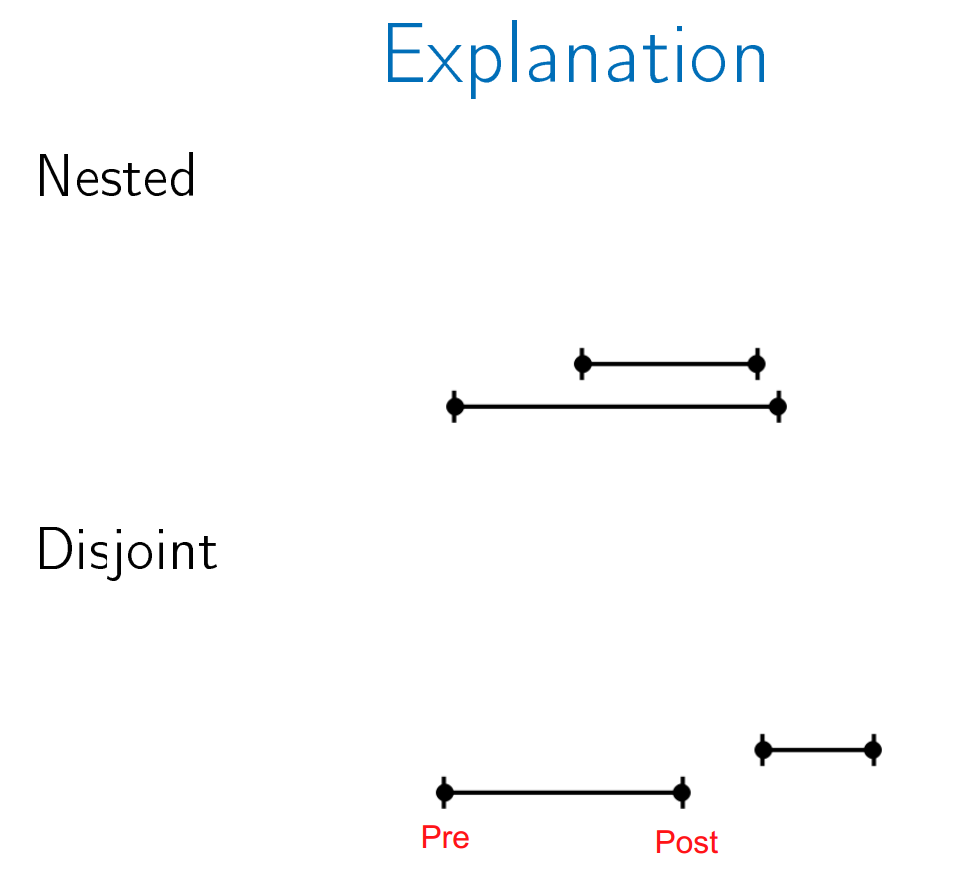 Explanation
Nested
Disjoint
Pre
Post